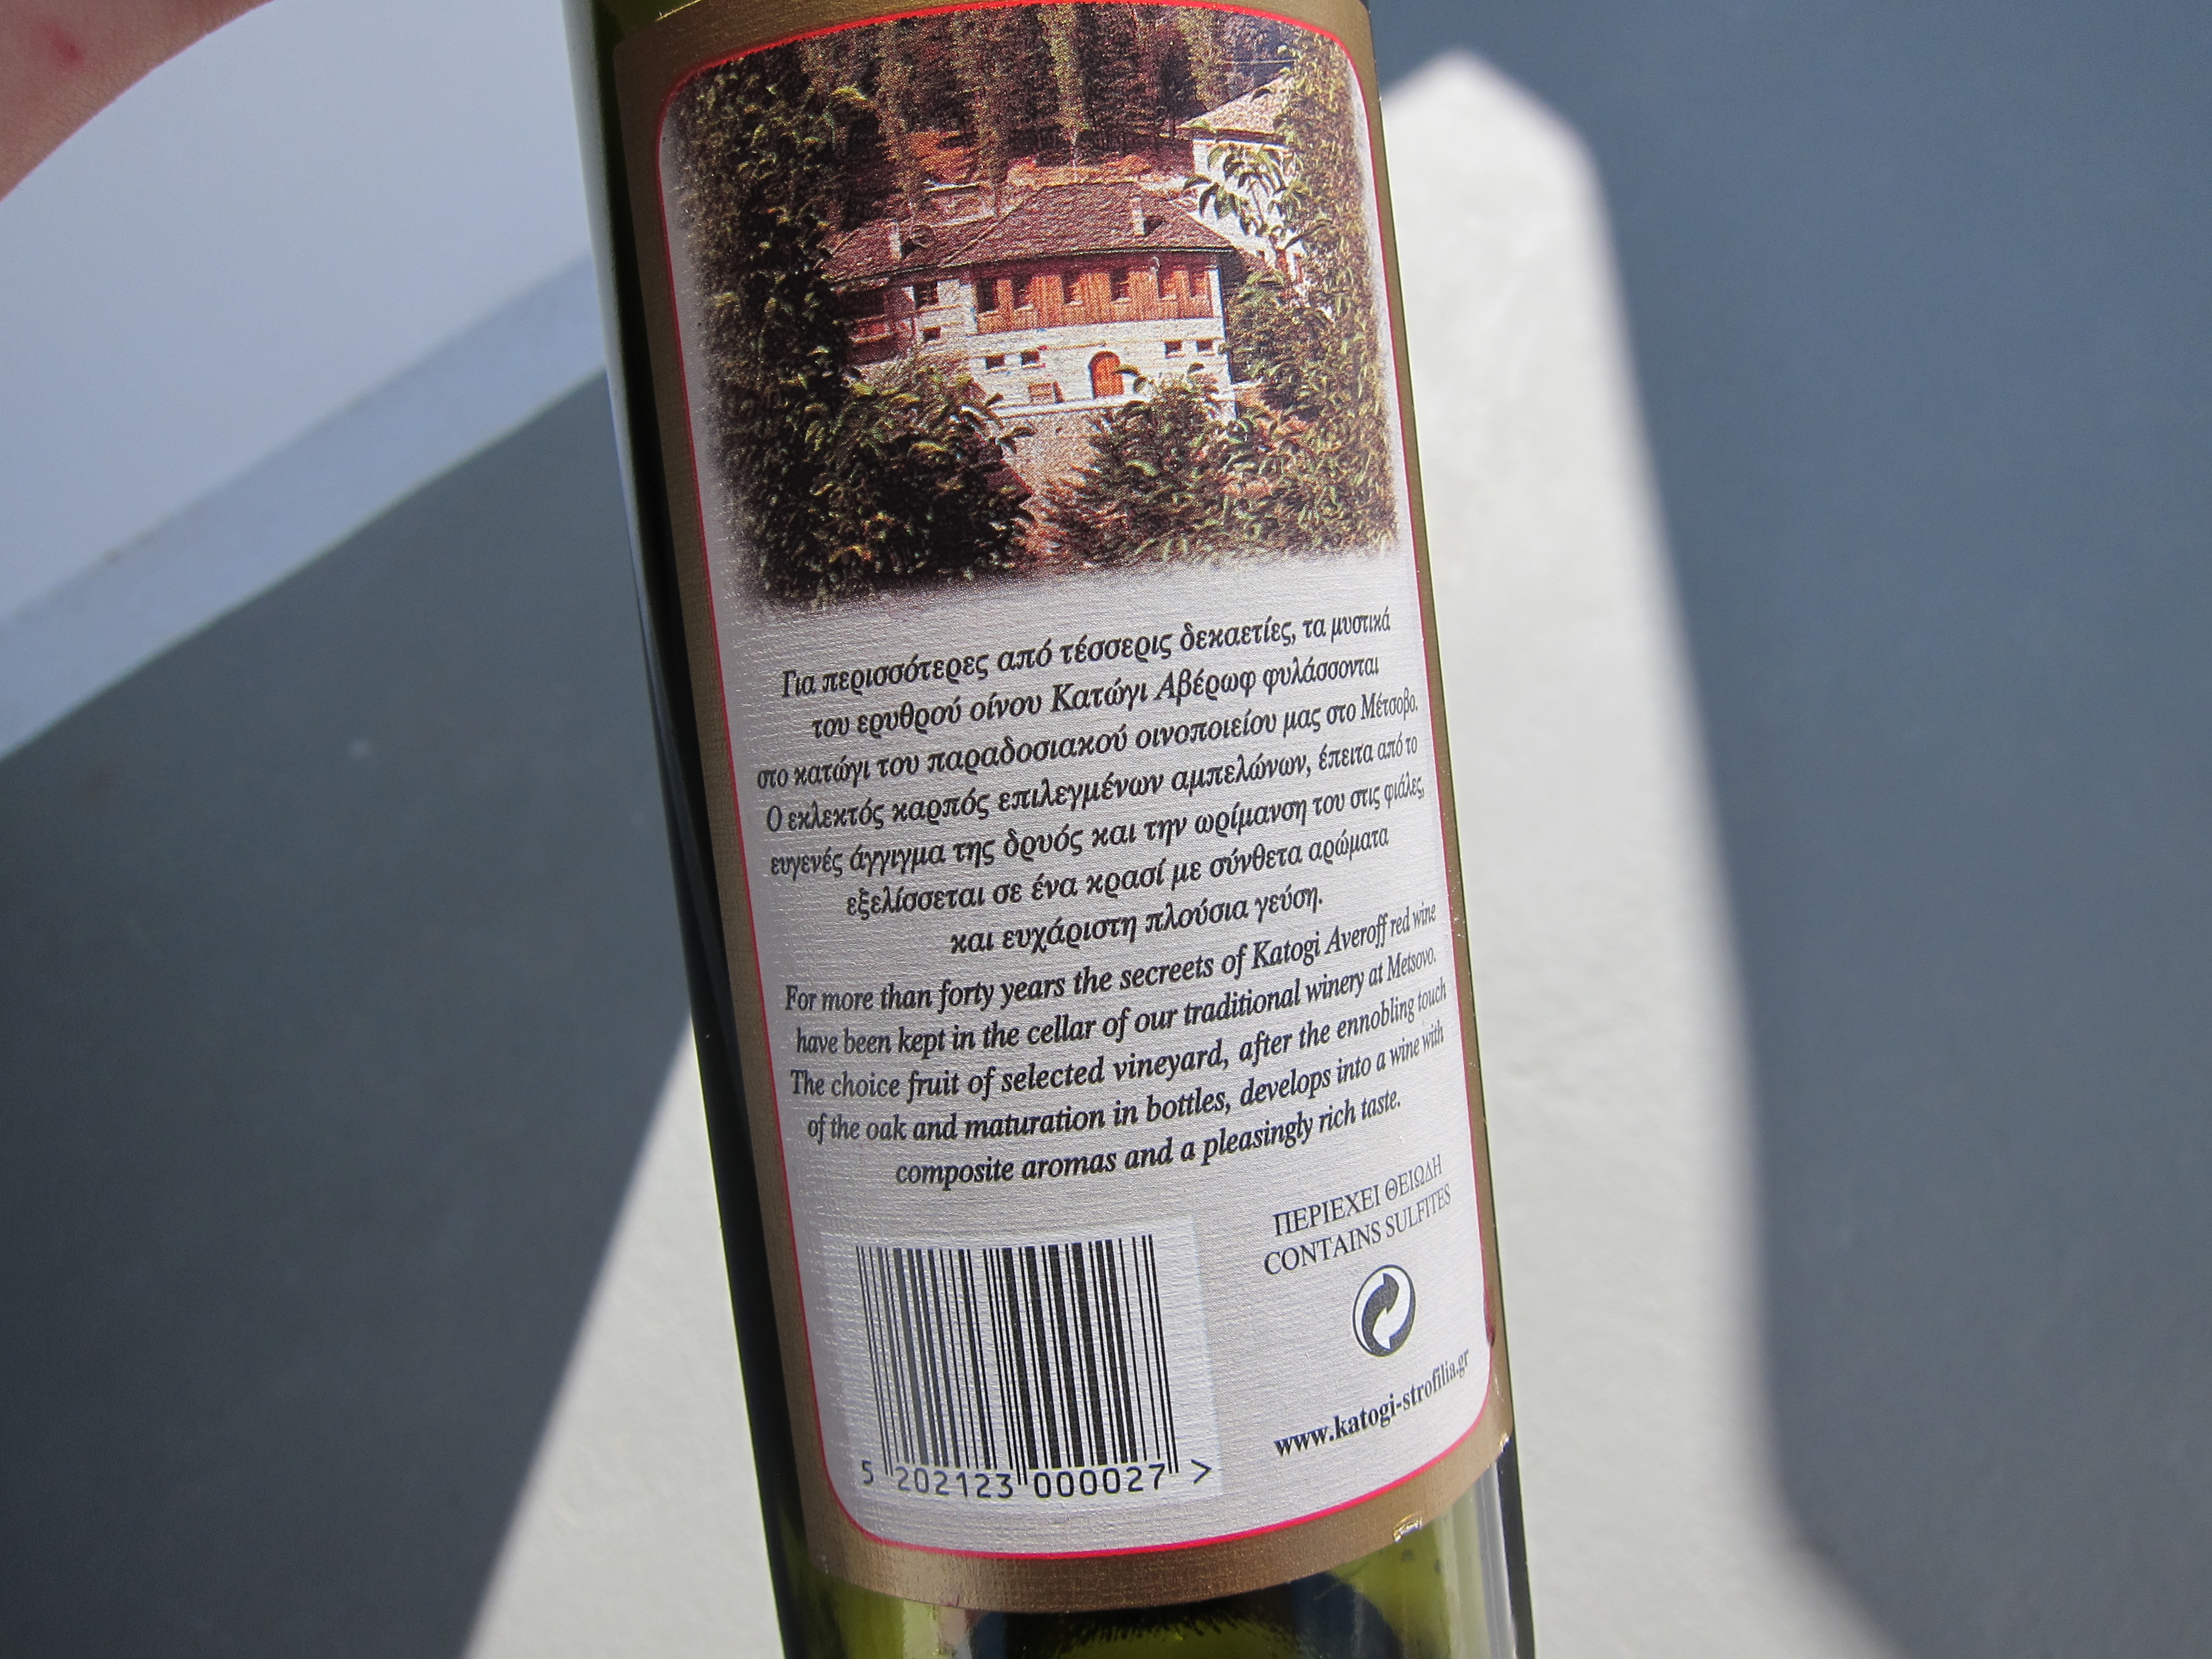 Για περισσότερες από τέσσερις δεκαετίες, τα μυστικά
του ερυθρού οίνου Κατώγι Αβέρωφ φυλάσσονται
στο κατώγι του παραδοσιακού οινοποιείου μας στο Μέτσοβο.
Ο εκλεκτός καρπός επιλεγμένων αμπελώνων, έπειτα από το
ευγενές άγγιγμα της δρυός και την ωρίμανση του στις φιάλες,
εξελίσσεται σε ένα κρασί με σύνθετα αρώματα
και ευχάριστη πλούσια γεύση.
For more than forty years the secreets of Katogi Averoff red wine
have been kept in the cellar of our traditional winery at Metsovo.
The choice fruit of selected vineyard, after the ennobling touch
of the oak and maturation in bottles, develops into a wine with
composite aromas and a pleasingly rich taste.
ΠΕΡΙΕΧΕΙ ΘΕΙΩΔΗ
CONTAINS SULFITES
www.katogi-strofilia.gr
5 202123 000027 >